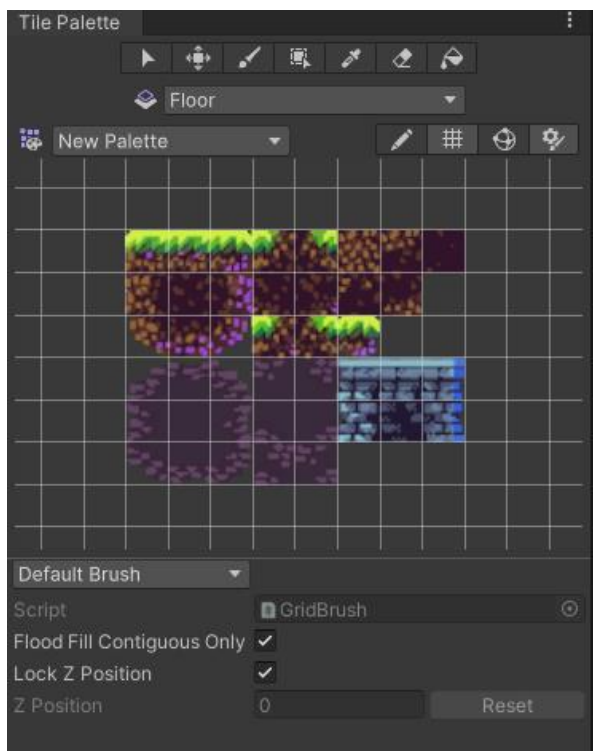 Tile Palette
Floor
New Palette
Default Brush
Script GridBrush
Flood Fill Contiguous Only
Lock Z Position
Z Position 0 Reset